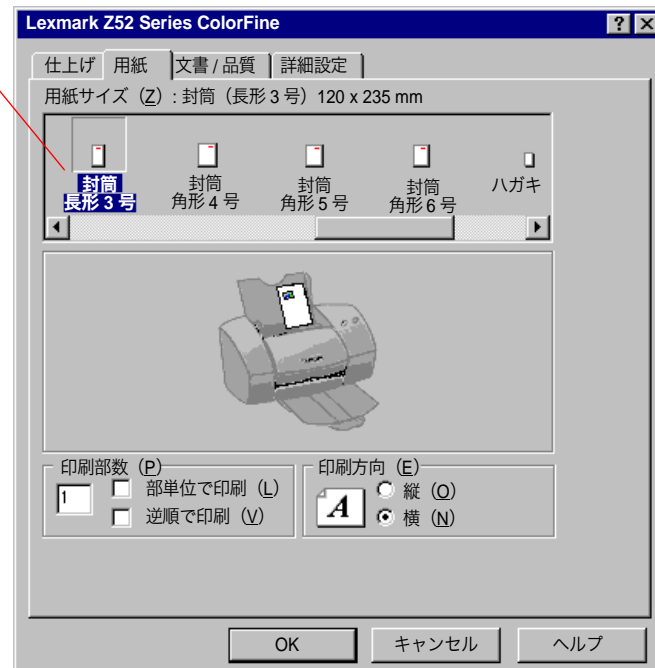 Lexmark Z52 Series ColorFine
仕上げ 用紙 文書 / 品質 詳細設定
用紙サイズ（Z）: 封筒（長形 3 号）120 x 235 mm
封筒 封筒 封筒 封筒 ハガキ
長形 3 号 角形 4 号 角形 5 号 角形 6 号
印刷部数（P） 印刷方向（E）
1 部単位で印刷（L） A 縦（O）
逆順で印刷（V） 横（N）
OK キャンセル ヘルプ